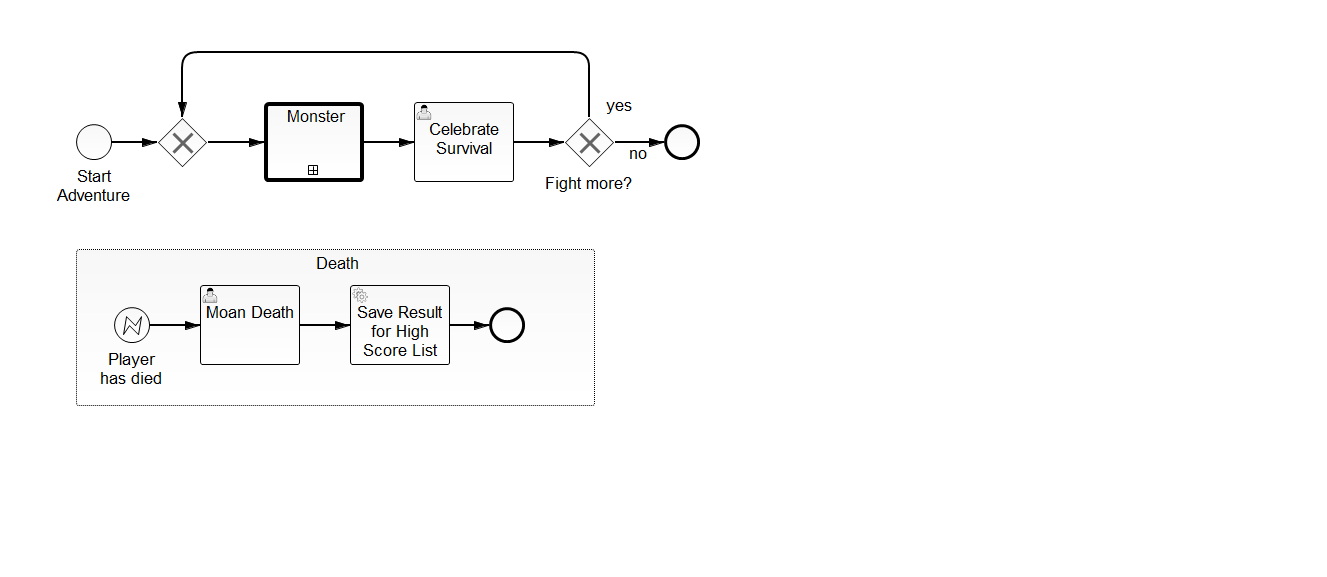 yes
Monster
Celebrate
Survival
no
Start
Adventure
Fight more?
Death
Moan Death
Save Result
for High
Score List
Player
has died